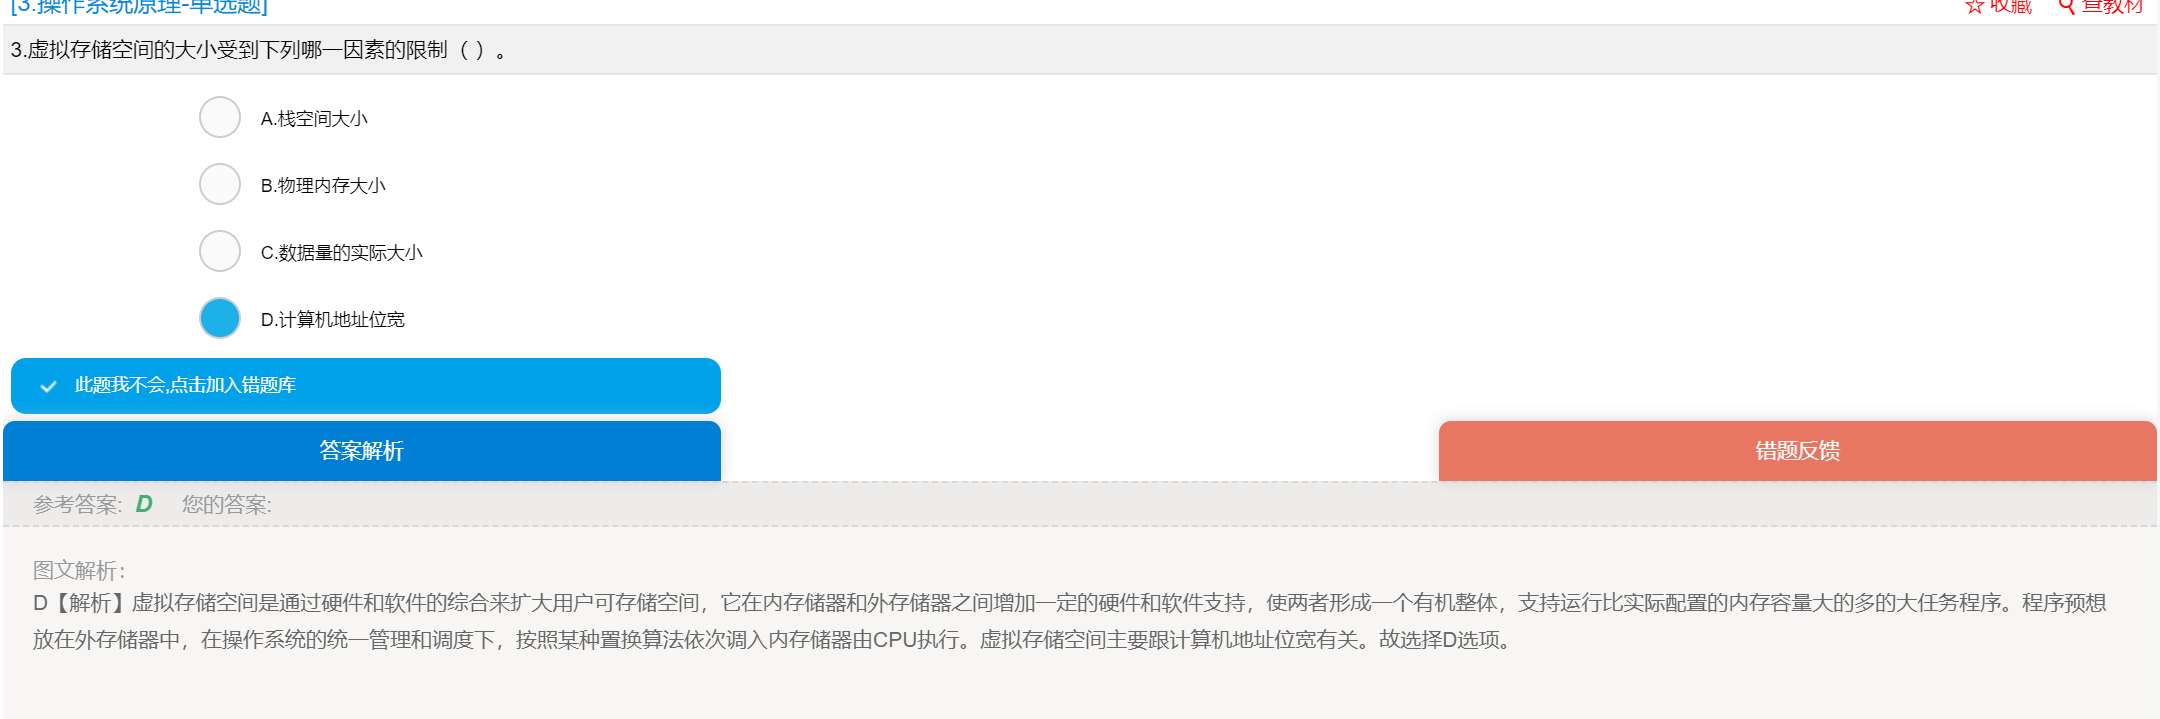 [3.操作系统原理-单选题]
☆ 收藏 查教材
3.虚拟存储空间的大小受到下列哪一因素的限制（ ）。
A.栈空间大小
B.物理内存大小
C.数据量的实际大小
D.计算机地址位宽
此题我不会,点击加入错题库
答案解析
错题反馈
参考答案: D 您的答案:
图文解析:
D【解析】虚拟存储空间是通过硬件和软件的综合来扩大用户可存储空间，它在内存储器和外存储器之间增加一定的硬件和软件支持，使两者形成一个有机整体，支持运行比实际配置的内存容量大的多的大任务程序。程序预想
放在外存储器中，在操作系统的统一管理和调度下，按照某种置换算法依次调入内存储器由CPU执行。虚拟存储空间主要跟计算机地址位宽有关。故选择D选项。